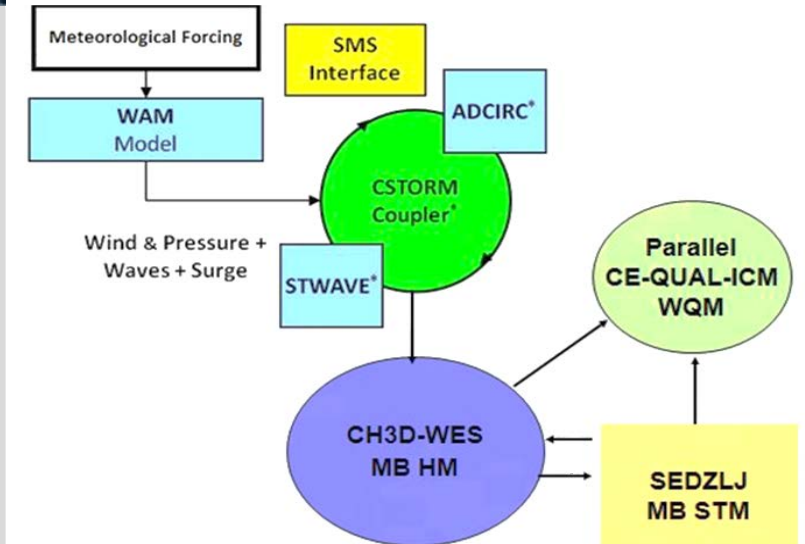 Meteorological Forcing
SMS
Interface
ADCIRC*
WAM
Model
CSTORM
Coupler*
Wind & Pressure +
Waves + Surge
STWAVE*
Parallel
CE-QUAL-ICM
WQM
CH3D-WES
MB HM
SEDZLJ
MB STM